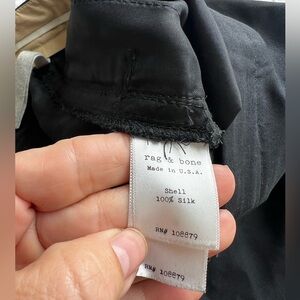 rag & bone
Made in U.S.A.
Shell
100% Silk
RN# 108879
RN# 108879